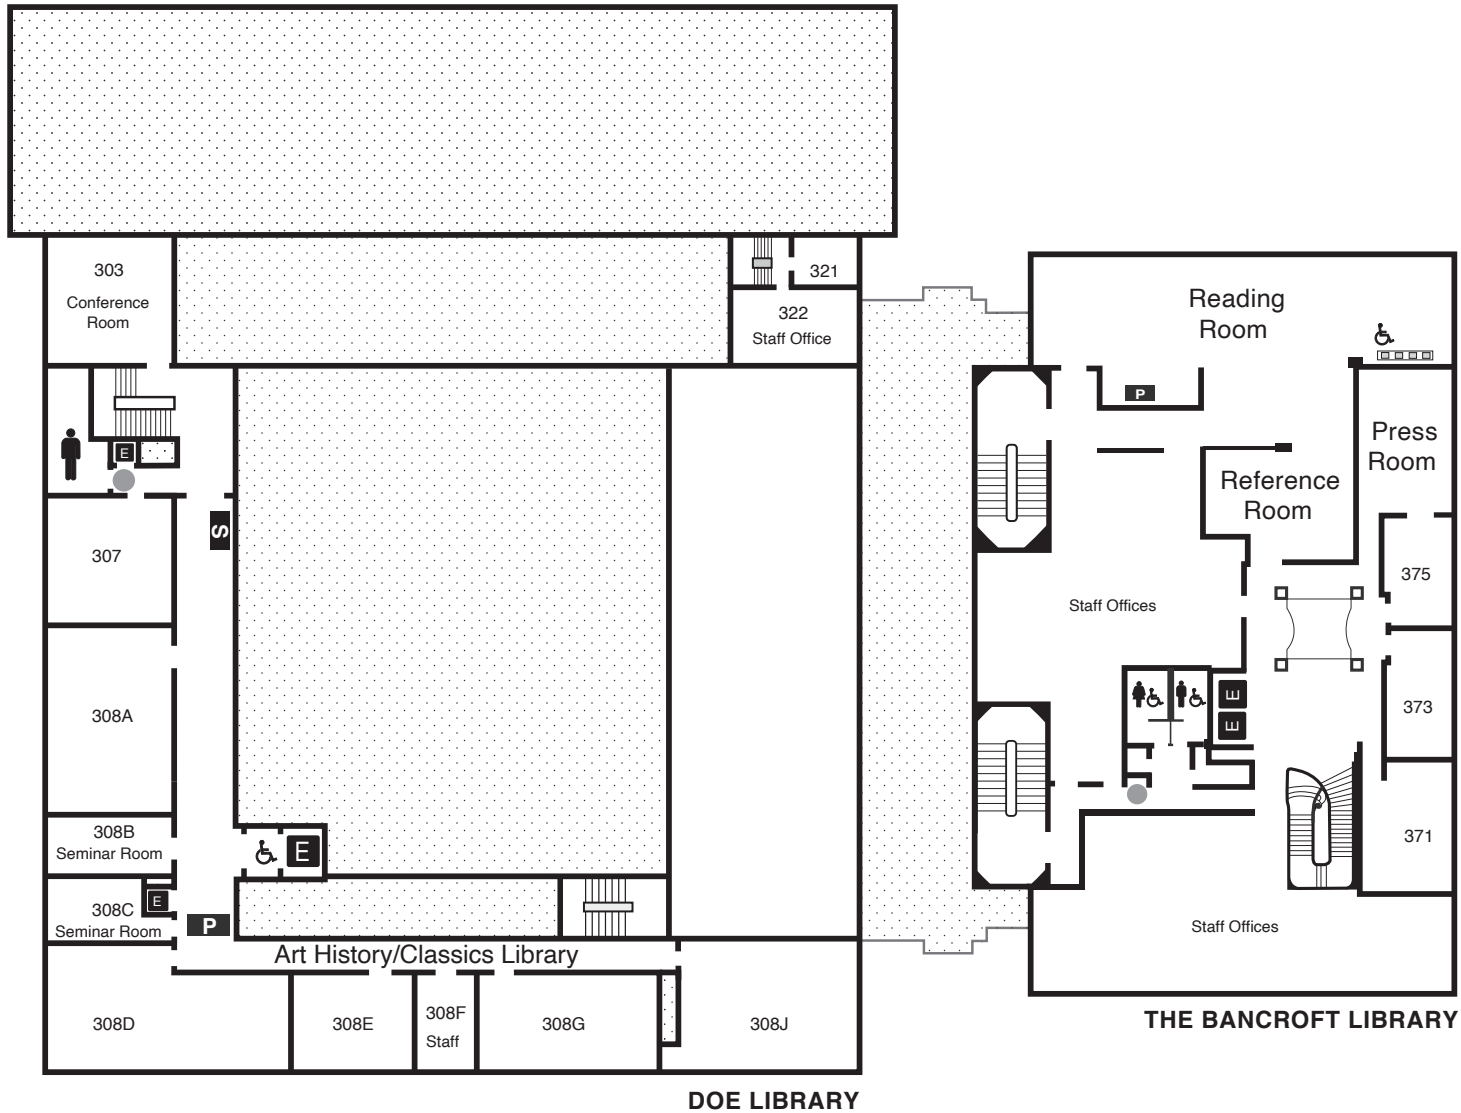 303
Conference
Room
321
322
Staff Office
E
S
307
308A
308B
Seminar Room
E
E
308C
Seminar Room
P
Art History/Classics Library
308D
308E
308F
Staff
308G
308J
DOE LIBRARY
Reading
Room
P
Press
Room
Reference
Room
375
Staff Offices
E
E
373
371
Staff Offices
THE BANCROFT LIBRARY